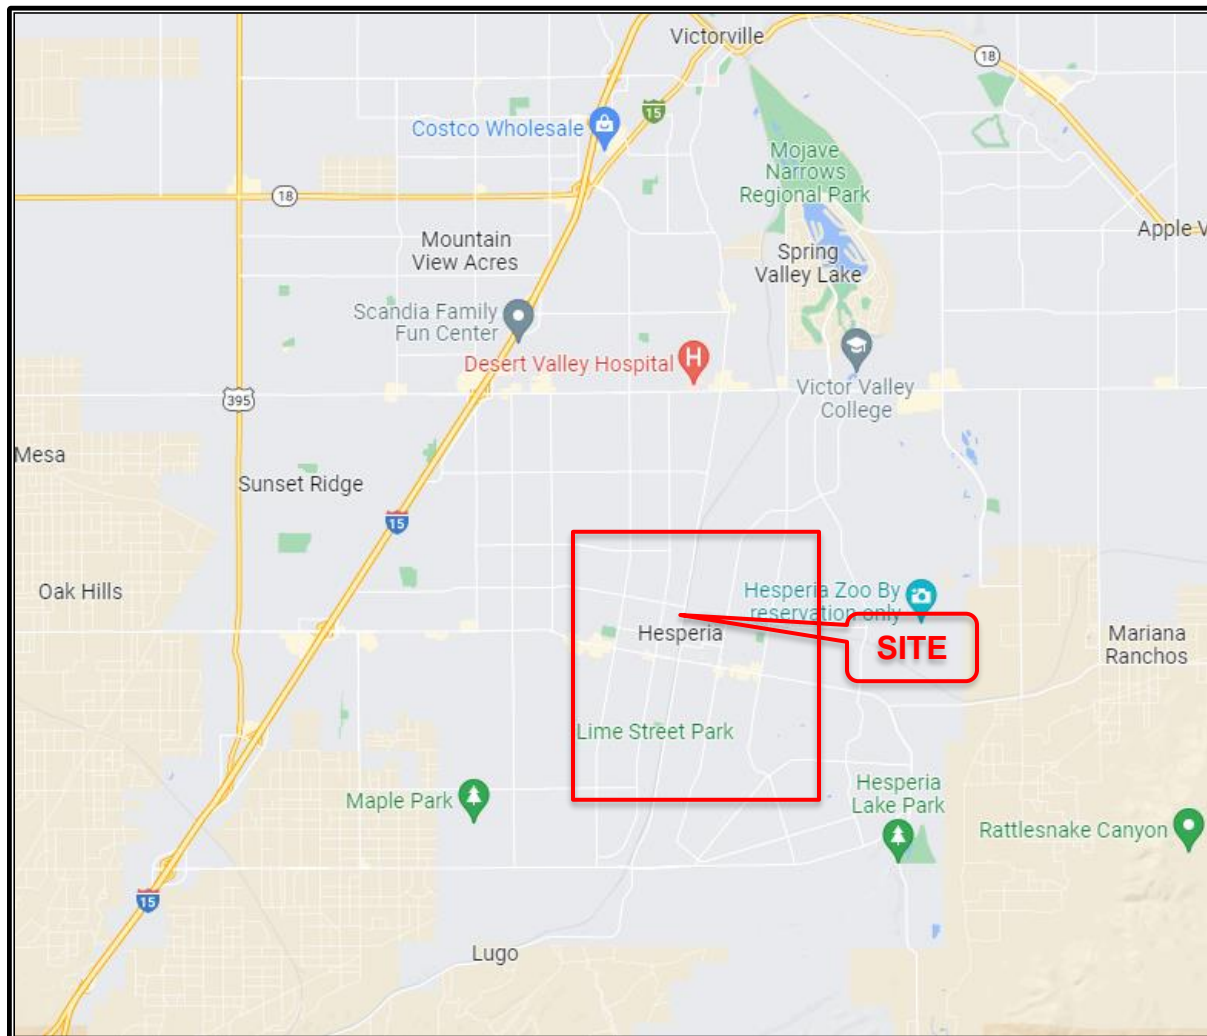 Victorville
18
15
Costco Wholesale
Mojave
Narrows
Regional Park
18
Apple V
Mountain
View Acres
Spring
Valley Lake
Scandia Family
Fun Center
Desert Valley Hospital
H
Victor Valley
College
395
Mesa
Sunset Ridge
15
Oak Hills
Hesperia Zoo By
reservation only
Hesperia
SITE
Mariana
Ranchos
Lime Street Park
Maple Park
Hesperia
Lake Park
Rattlesnake Canyon
15
Lugo